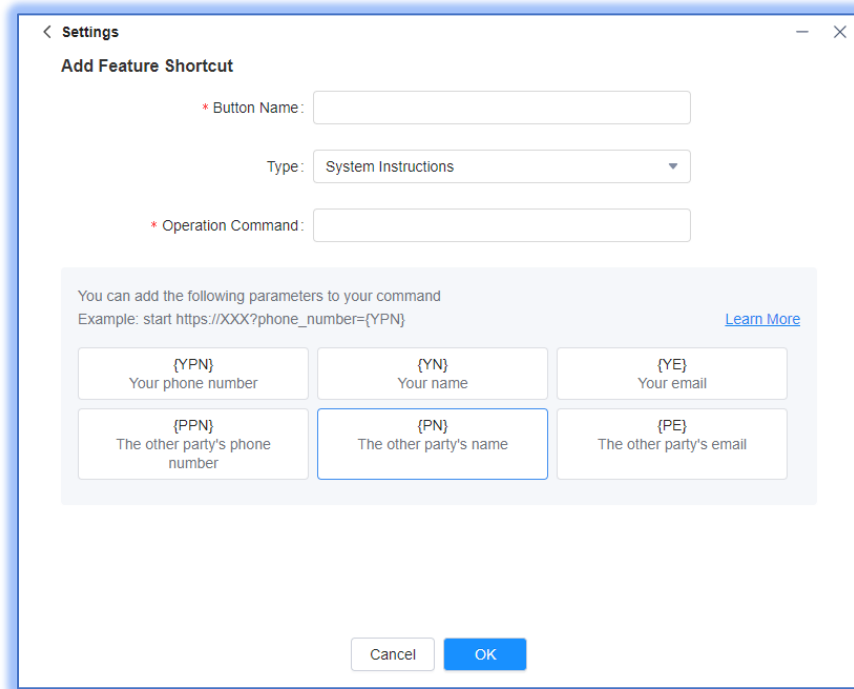 Settings
Add Feature Shortcut
* Button Name:
Type: System Instructions
* Operation Command:
You can add the following parameters to your command
Example: start https://XXX?phone_number={YPN}
Learn More
{YPN}
Your phone number
{YN}
Your name
{YE}
Your email
{PPN}
The other party's phone
number
{PN}
The other party's name
{PE}
The other party's email
Cancel
OK